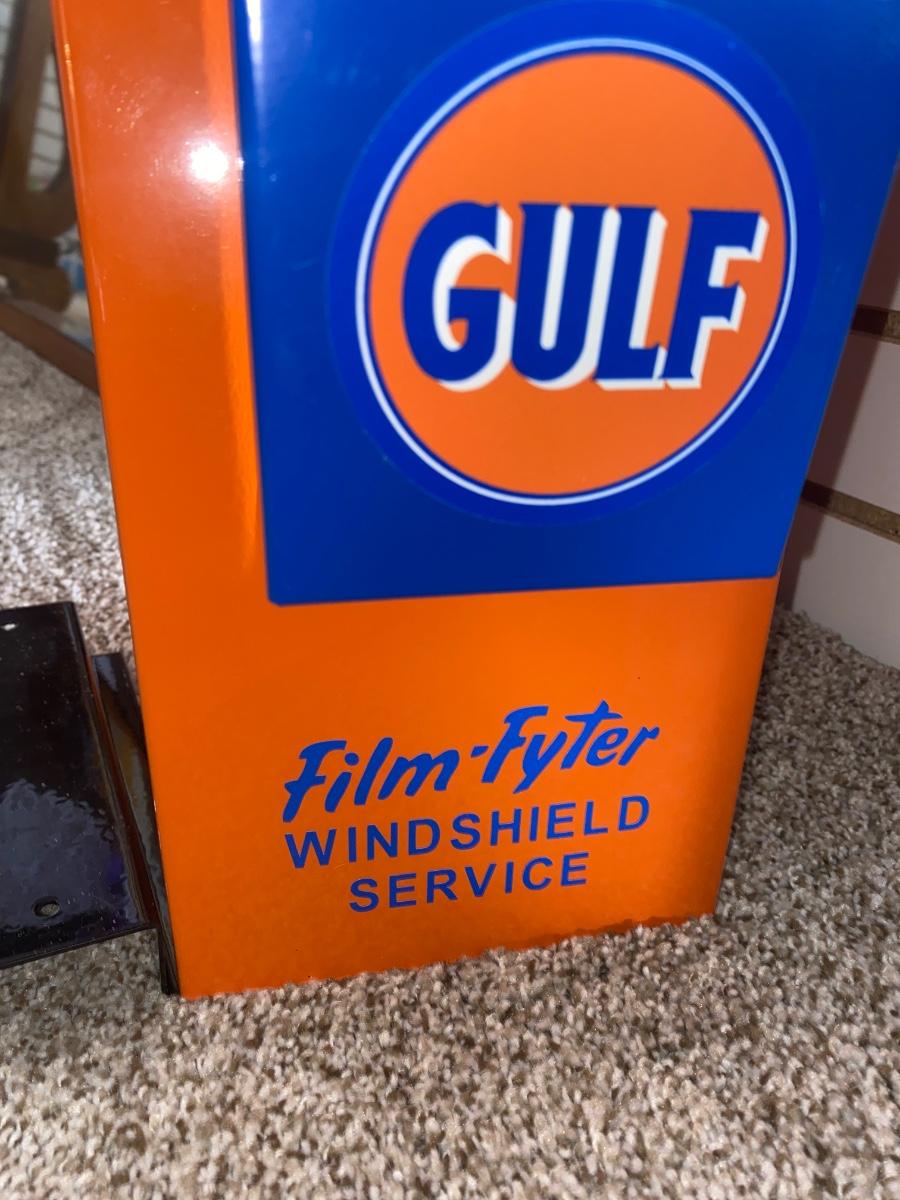 GULF
Film-Fyter
WINDSHIELD
SERVICE